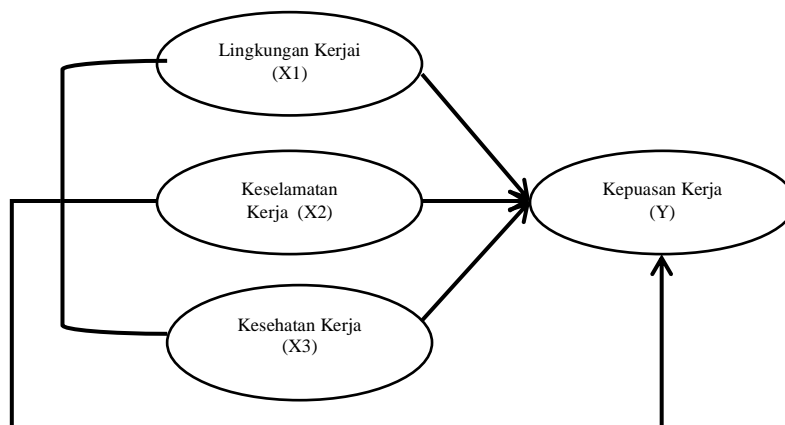 Lingkungan Kerjai
(X1)
Keselamatan
Kerja (X2)
Kesehatan Kerja
(X3)
Kepuasan Kerja
(Y)